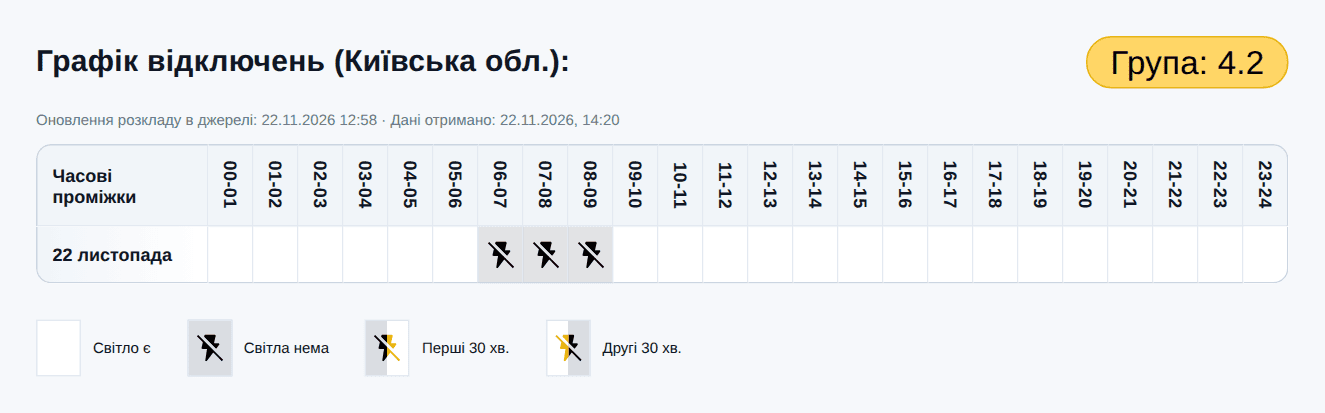 Графік відключень (Київська обл.):
Група: 4.2
Оновлення розкладу в джерелі: 22.11.2026 12:58 · Дані отримано: 22.11.2026, 14:20
Часові
проміжки
00-01
01-02
02-03
03-04
04-05
05-06
06-07
07-08
08-09
09-10
10-11
11-12
12-13
13-14
14-15
15-16
16-17
17-18
18-19
19-20
20-21
21-22
22-23
23-24
22 листопада
Світло є
Світла нема
Перші 30 хв.
Другі 30 хв.